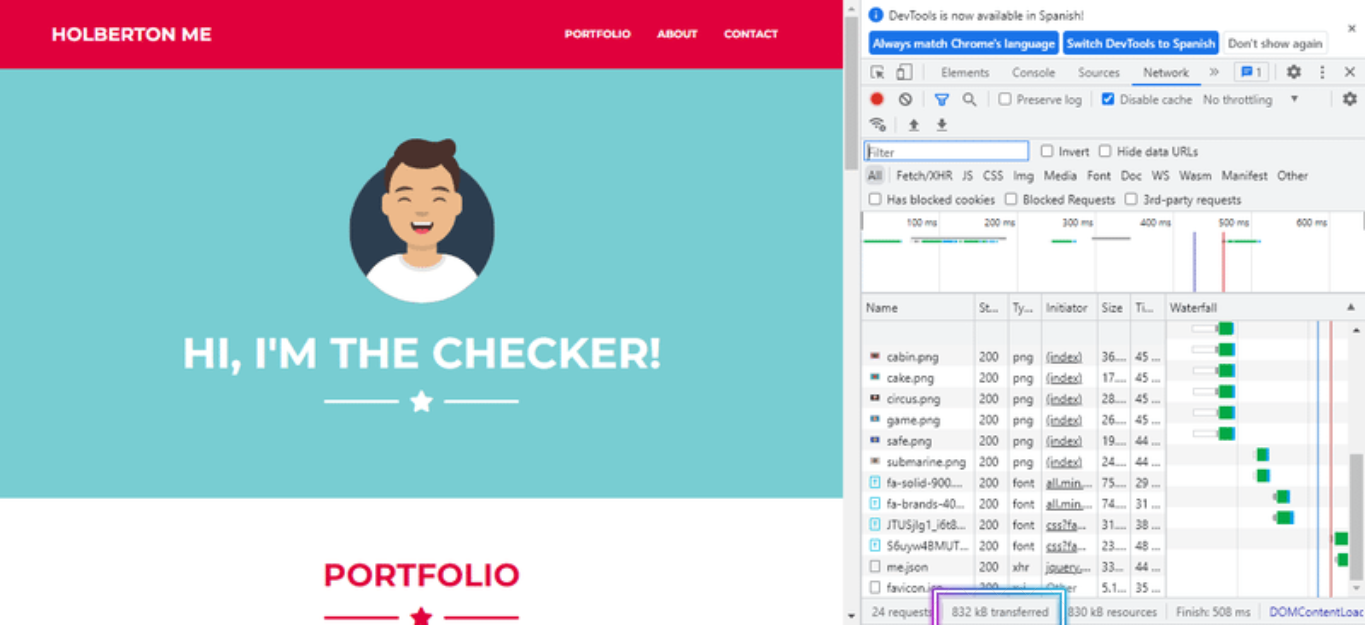 HOLBERTON ME
PORTFOLIO ABOUT CONTACT
HI, I'M THE CHECKER!
PORTFOLIO
DevTools is now available in Spanish!
Always match Chrome's language Switch DevTools to Spanish Don't show again
Elements Console Sources Network » 1
Preserve log Disable cache No throttling
Filter Invert Hide data URLs
All Fetch/XHR JS CSS Img Media Font Doc WS Wasm Manifest Other
Has blocked cookies Blocked Requests 3rd-party requests
100 ms 200 ms 300 ms 400 ms 500 ms 600 ms
Name St... Ty... Initiator Size Ti... Waterfall
cabin.png 200 png (index) 36.... 45 ...
cake.png 200 png (index) 17.... 45 ...
circus.png 200 png (index) 28.... 45 ...
game.png 200 png (index) 26.... 45 ...
safe.png 200 png (index) 19.... 44 ...
submarine.png 200 png (index) 24.... 44 ...
fa-solid-900.... 200 font all.min.... 75.... 29 ...
fa-brands-40... 200 font all.min.... 74.... 31 ...
JTUSjIg1_i6t8... 200 font css?fa... 31.... 38 ...
S6uyw4BMUT... 200 font css?fa... 23.... 48 ...
me.json 200 xhr jquery.... 33... 44 ...
favicon.ico 200 Other 5.1... 35 ...
24 requests 832 kB transferred 830 kB resources Finish: 508 ms DOMContentLoad